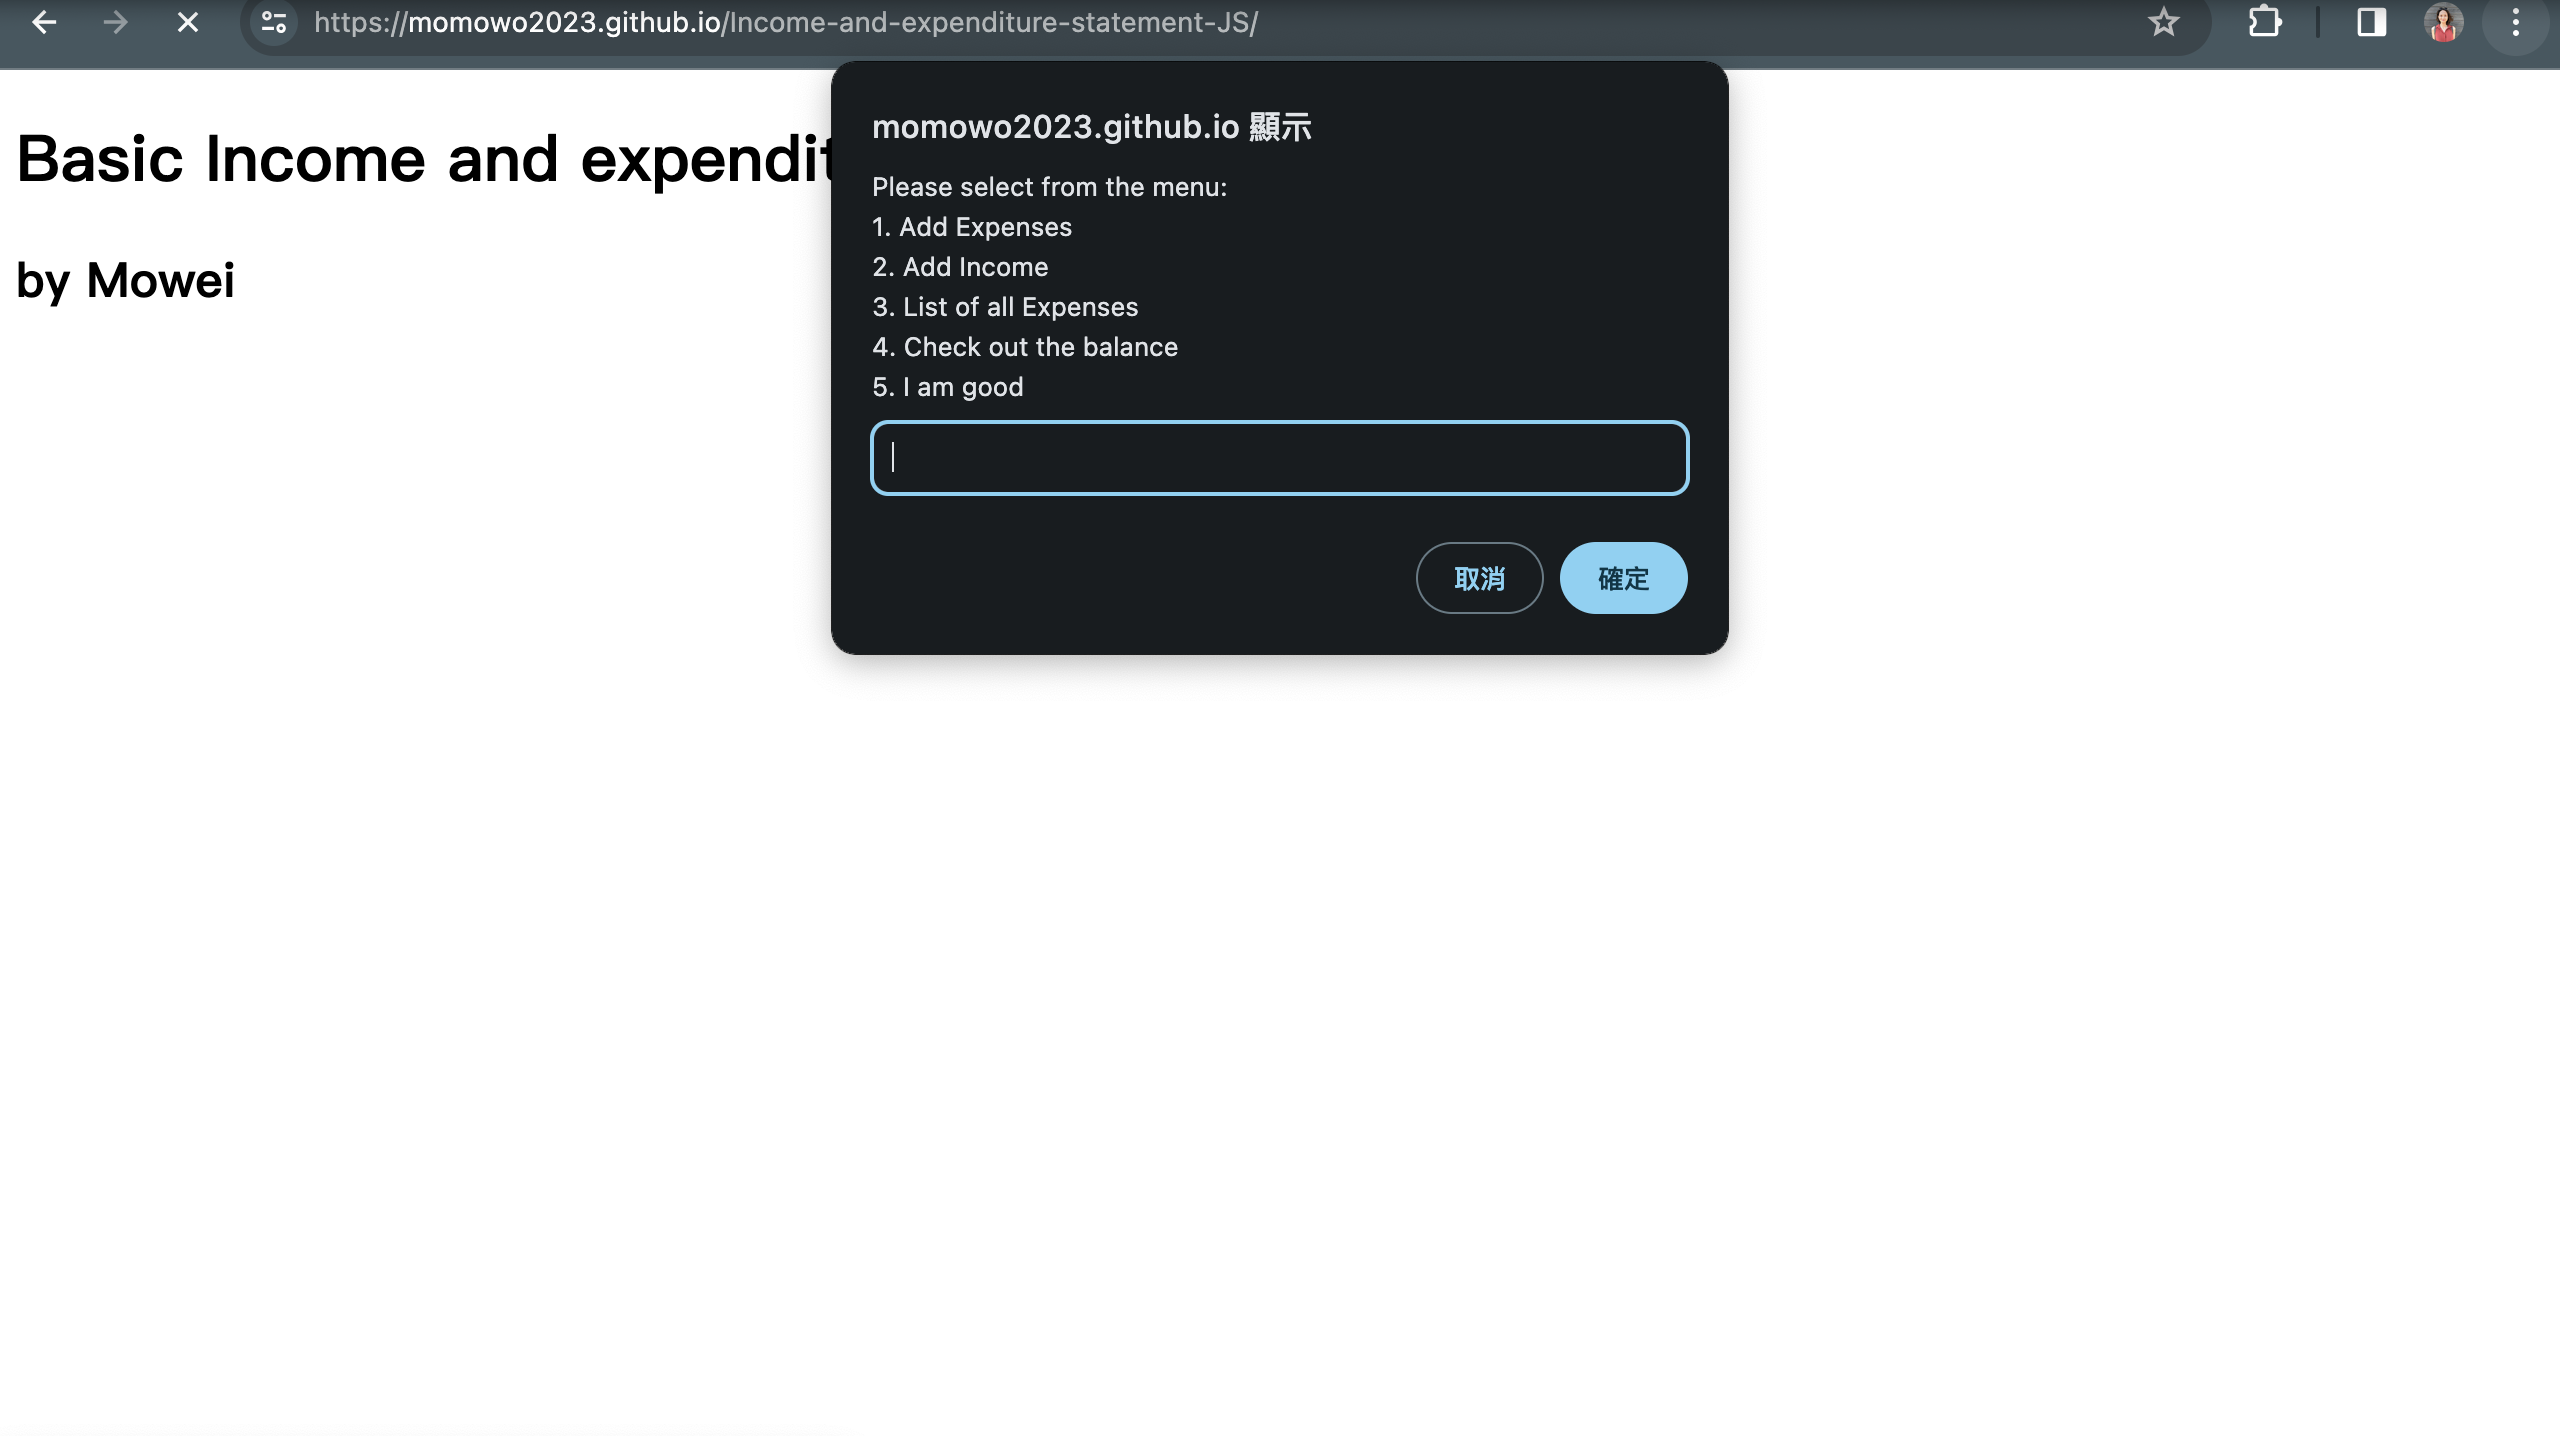 https://momowo2023.github.io/Income-and-expenditure-statement-JS/
momowo2023.github.io 顯示
Basic Income and expendit
Please select from the menu:
1. Add Expenses
2. Add Income
by Mowei
3. List of all Expenses
4. Check out the balance
5. I am good
取消
確定